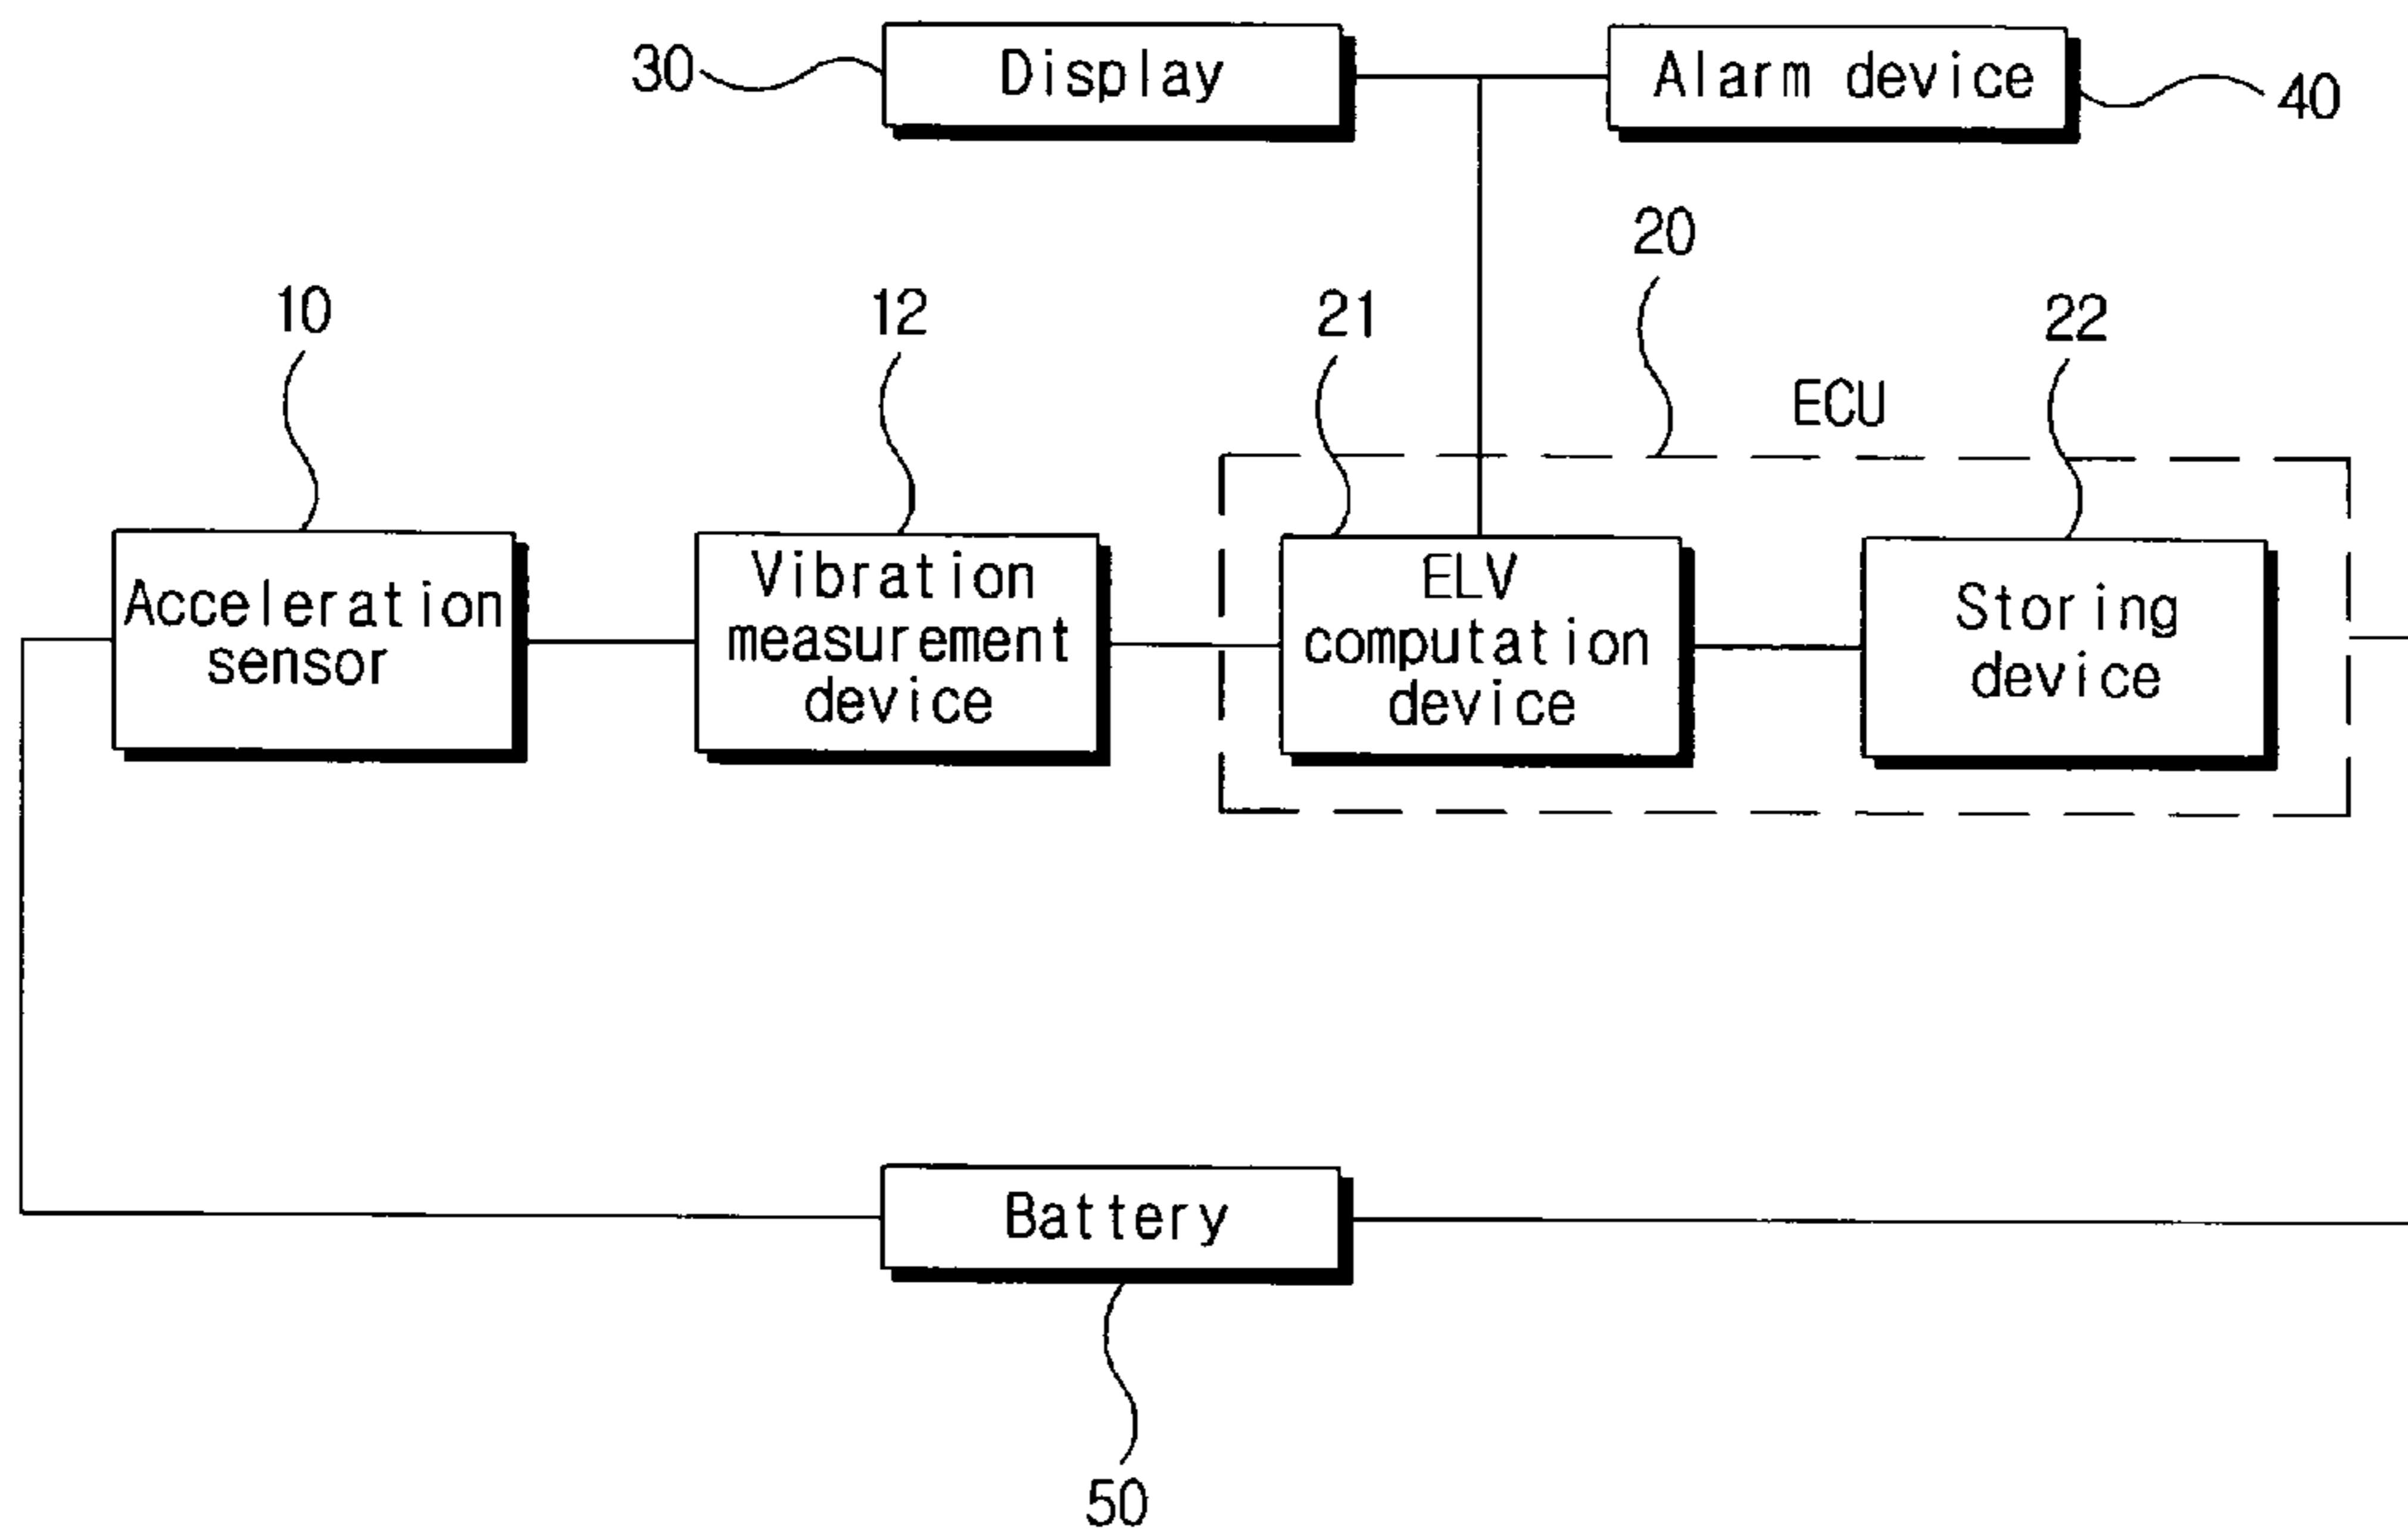 30
Display
Alarm device
40
20
10
12
21
22
ECU
Acceleration
sensor
Vibration
measurement
device
ELV
computation
device
Storing
device
Battery
50